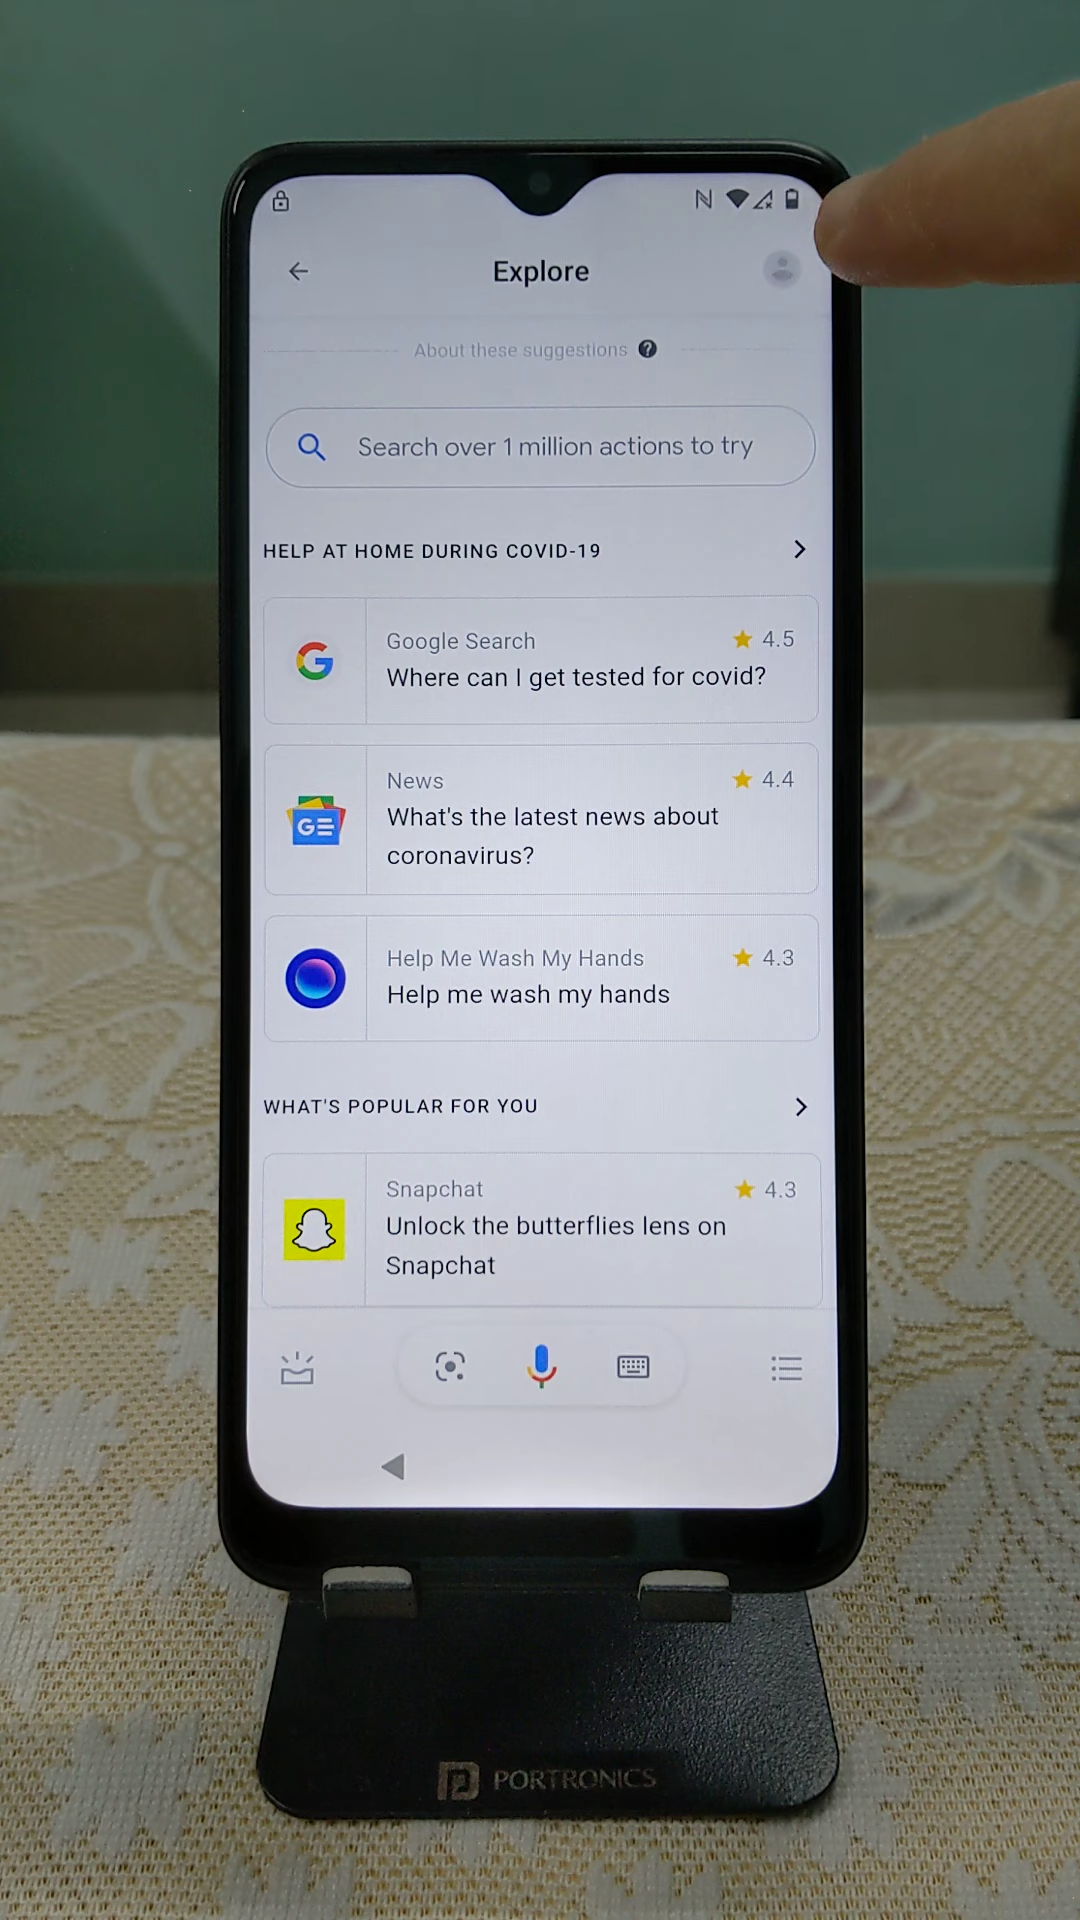 Explore
About these suggestions
Search over 1 million actions to try
HELP AT HOME DURING COVID-19
Google Search 4.5
Where can I get tested for covid?
News 4.4
What's the latest news about
coronavirus?
Help Me Wash My Hands 4.3
Help me wash my hands
WHAT'S POPULAR FOR YOU
Snapchat 4.3
Unlock the butterflies lens on
Snapchat
PORTRONICS